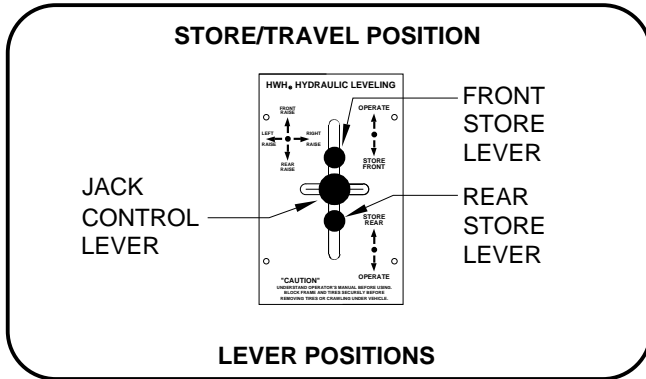 STORE/TRAVEL POSITION
HWH® HYDRAULIC LEVELING
FRONT
RAISE
LEFT
RAISE
RIGHT
RAISE
REAR
RAISE
OPERATE
STORE
FRONT
FRONT
STORE
LEVER
JACK
CONTROL
LEVER
REAR
STORE
LEVER
STORE
REAR
OPERATE
"CAUTION"
UNDERSTAND OPERATOR'S MANUAL BEFORE USING.
BLOCK FRAME AND TIRES SECURELY BEFORE
REMOVING TIRES OR CRAWLING UNDER VEHICLE.
LEVER POSITIONS